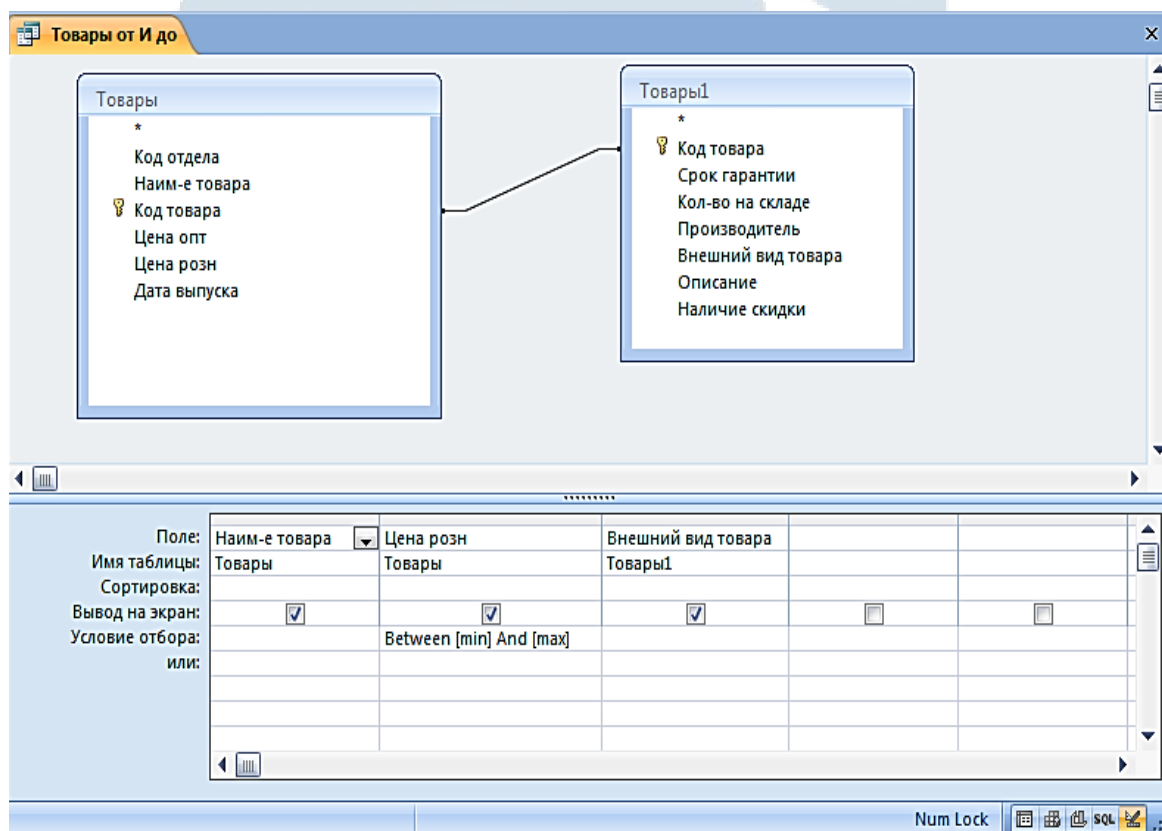 Товары от И до
Товары
*
Код отдела
Наим-е товара
Код товара
Цена опт
Цена розн
Дата выпуска
Товары1
*
Код товара
Срок гарантии
Кол-во на складе
Производитель
Внешний вид товара
Описание
Наличие скидки
Поле: Наим-е товара Цена розн Внешний вид товара
Имя таблицы: Товары Товары Товары1
Сортировка:
Вывод на экран:
Условие отбора: Between [min] And [max]
или:
Num Lock SQL